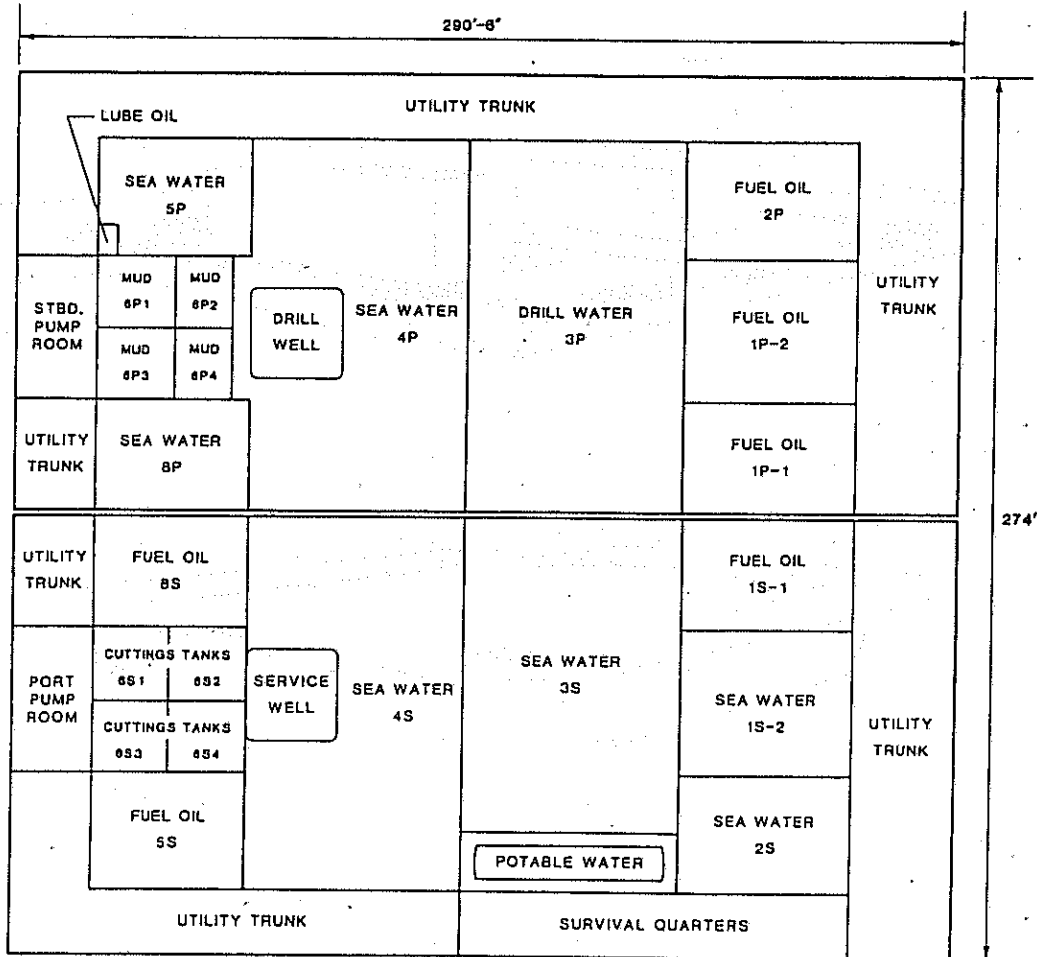 290'-6"
UTILITY TRUNK
LUBE OIL
SEA WATER
5P
FUEL OIL
2P
MUD
6P1
MUD
6P2
STBD.
PUMP
ROOM
DRILL
WELL
SEA WATER
4P
DRILL WATER
3P
FUEL OIL
1P-2
UTILITY
TRUNK
MUD
6P3
MUD
6P4
UTILITY
TRUNK
SEA WATER
8P
FUEL OIL
1P-1
274'
UTILITY
TRUNK
FUEL OIL
8S
FUEL OIL
1S-1
CUTTINGS TANKS
6S1
6S2
PORT
PUMP
ROOM
SERVICE
WELL
SEA WATER
4S
SEA WATER
3S
SEA WATER
1S-2
UTILITY
TRUNK
CUTTINGS TANKS
6S3
6S4
FUEL OIL
5S
SEA WATER
2S
POTABLE WATER
UTILITY TRUNK
SURVIVAL QUARTERS